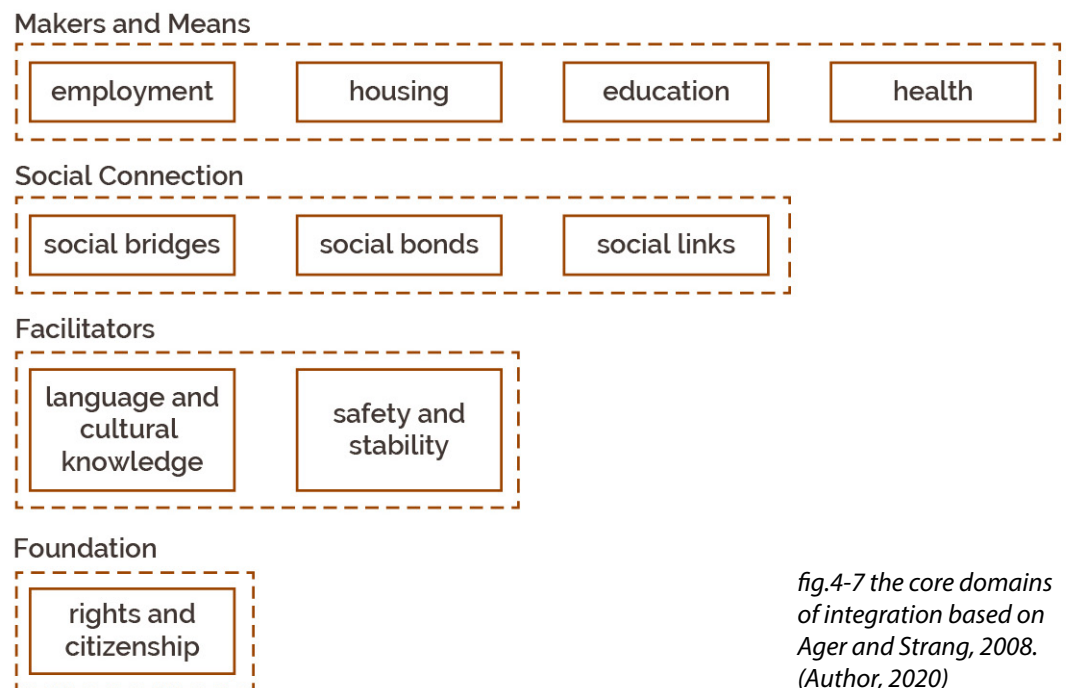 Makers and Means
employment
housing
education
health
Social Connection
social bridges
social bonds
social links
Facilitators
language and
cultural
knowledge
safety and
stability
Foundation
rights and
citizenship
fig.4-7 the core domains
of integration based on
Ager and Strang, 2008.
(Author, 2020)